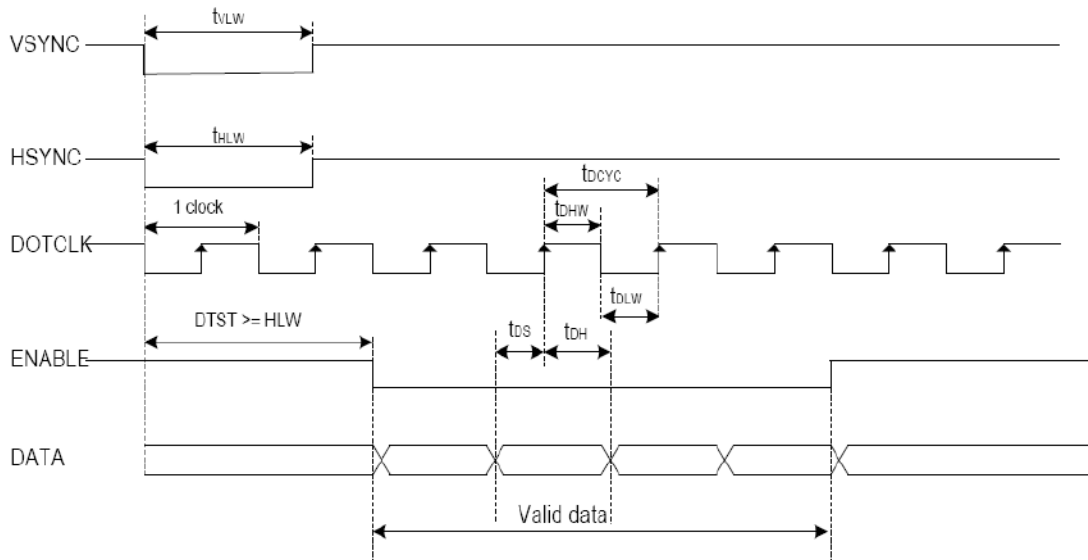 tVLW
VSYNC
tHLW
HSYNC
tDCYC
1 clock
tDHW
DOTCLK
tDLW
DTST >= HLW
tDS
tDH
ENABLE
DATA
Valid data